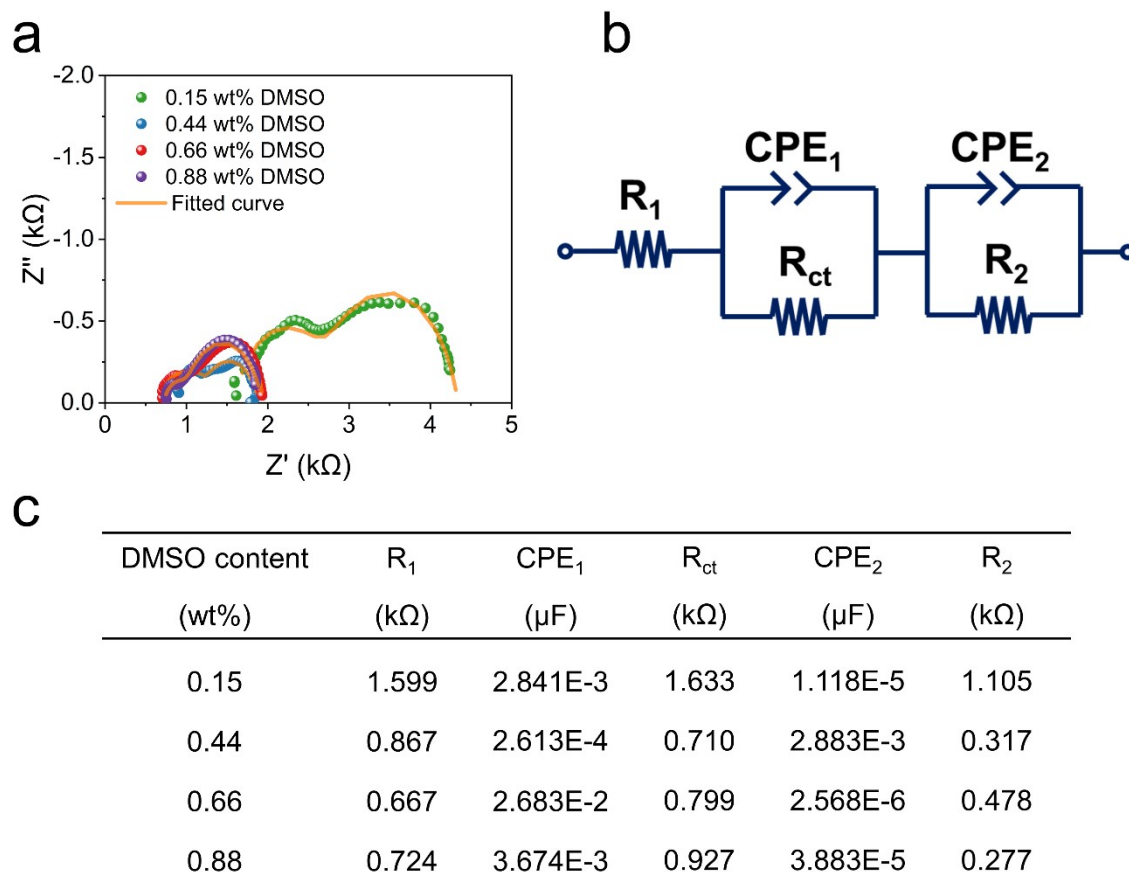 a
-2.0
-1.5
-1.0
-0.5
0.0
Z'' (kΩ)
0.15 wt% DMSO
0.44 wt% DMSO
0.66 wt% DMSO
0.88 wt% DMSO
Fitted curve
0 1 2 3 4 5
Z' (kΩ)
b
CPE₁ CPE₂
R₁
Rct R₂
c
DMSO content R₁ CPE₁ Rct CPE₂ R₂
(wt%) (kΩ) (µF) (kΩ) (µF) (kΩ)
0.15 1.599 2.841E-3 1.633 1.118E-5 1.105
0.44 0.867 2.613E-4 0.710 2.883E-3 0.317
0.66 0.667 2.683E-2 0.799 2.568E-6 0.478
0.88 0.724 3.674E-3 0.927 3.883E-5 0.277